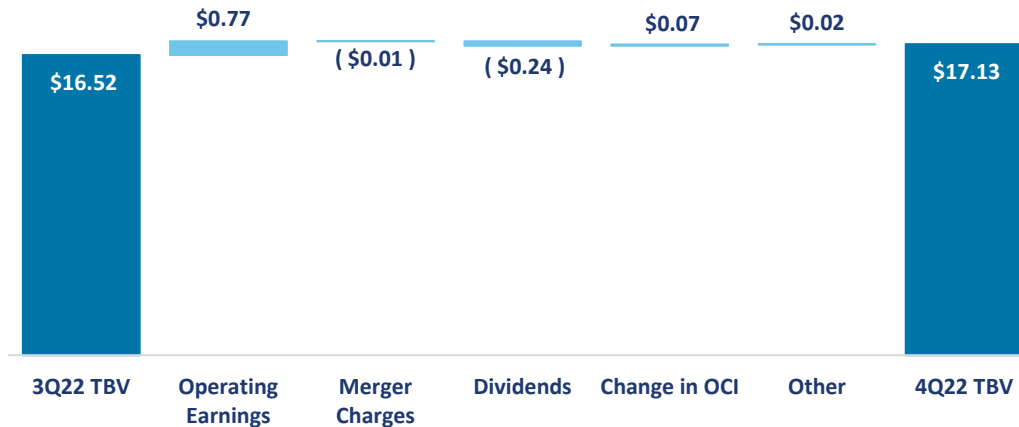 $0.77
$0.07
$0.02
( $0.01 )
( $0.24 )
$16.52
$17.13
3Q22 TBV
Operating
Earnings
Merger
Charges
Dividends
Change in OCI
Other
4Q22 TBV